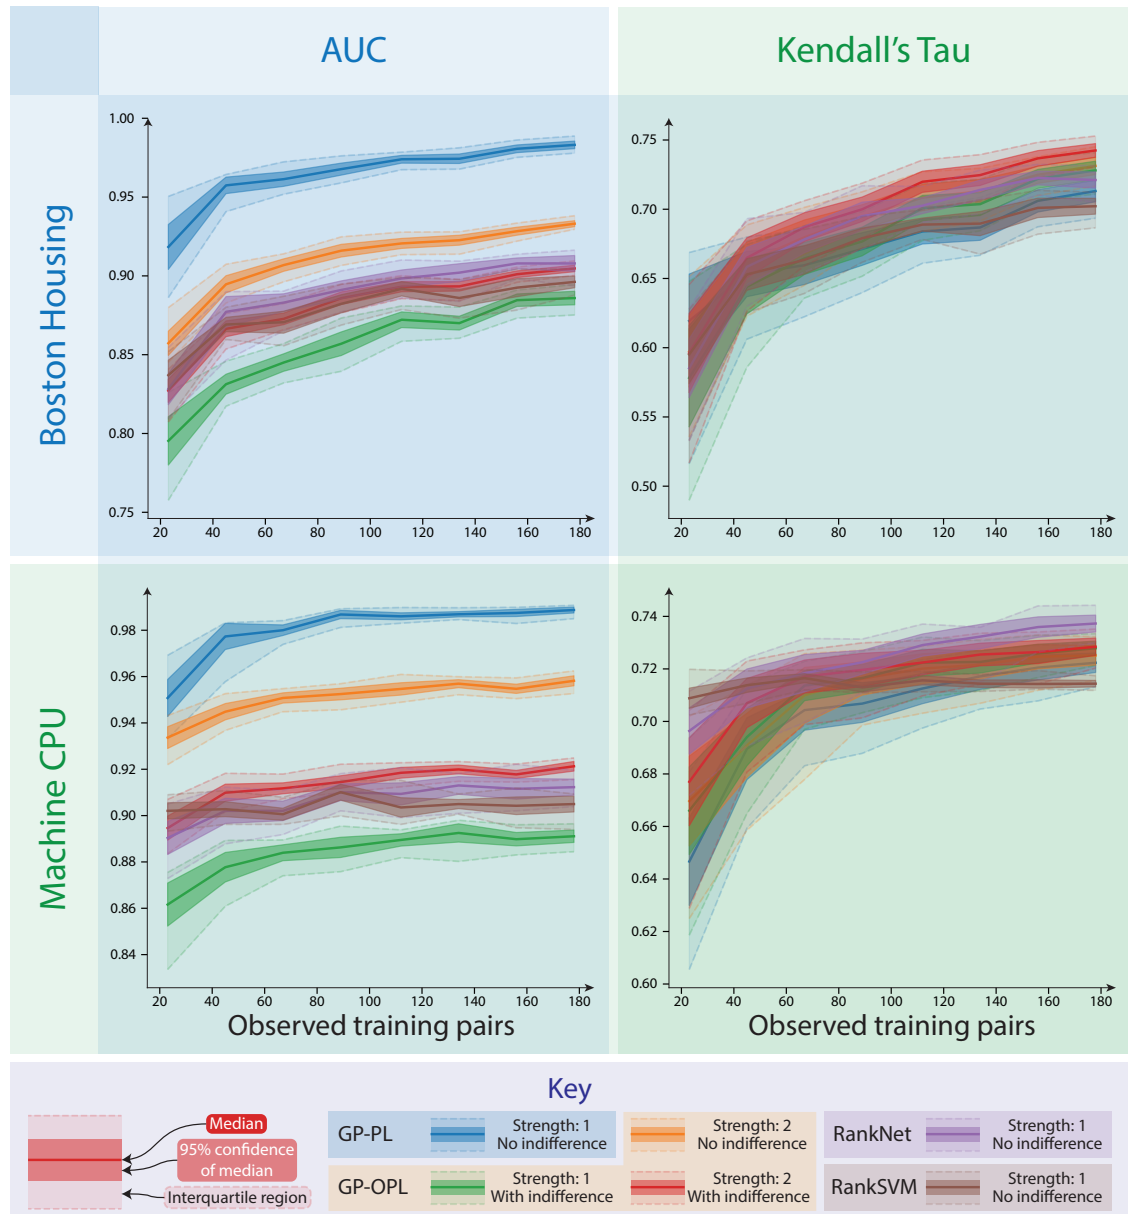 AUC
Kendall's Tau
Boston Housing
1.00
0.95
0.90
0.85
0.80
0.75
20 40 60 80 100 120 140 160 180
0.75
0.70
0.65
0.60
0.55
0.50
20 40 60 80 100 120 140 160 180
Machine CPU
0.98
0.96
0.94
0.92
0.90
0.88
0.86
0.84
20 40 60 80 100 120 140 160 180
Observed training pairs
0.74
0.72
0.70
0.68
0.66
0.64
0.62
0.60
20 40 60 80 100 120 140 160 180
Observed training pairs
Key
Median
95% confidence
of median
Interquartile region
GP-PL
Strength: 1
No indifference
Strength: 2
No indifference
RankNet
Strength: 1
No indifference
GP-OPL
Strength: 1
With indifference
Strength: 2
With indifference
RankSVM
Strength: 1
No indifference